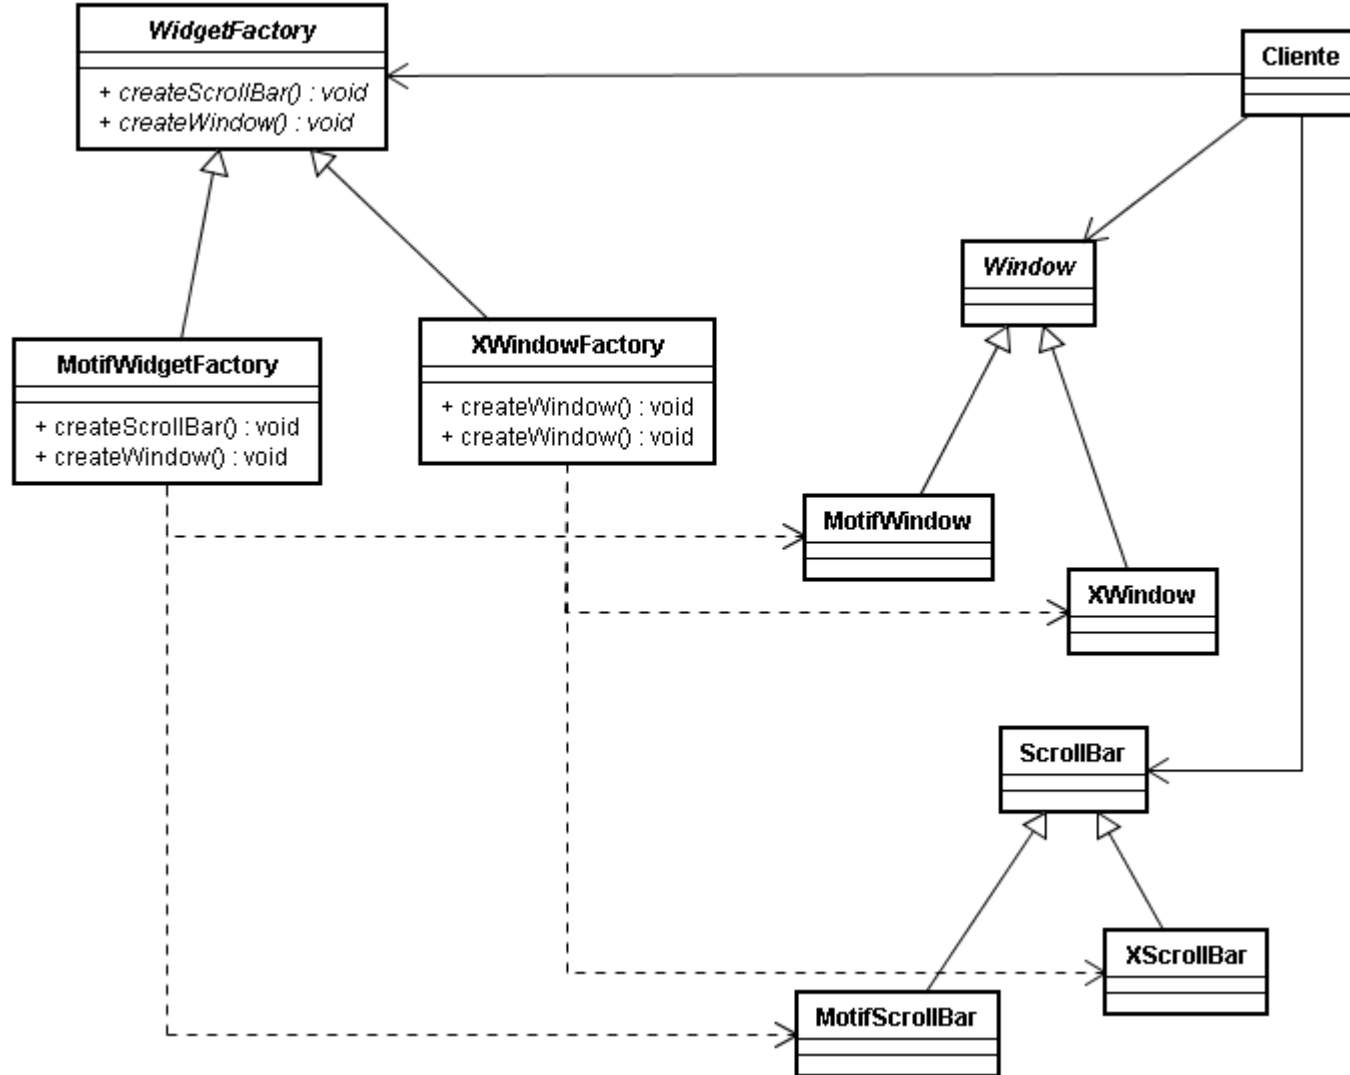 WidgetFactory
+ createScrollBar() : void
+ createWindow() : void
Cliente
Window
MotifWidgetFactory
+ createScrollBar() : void
+ createWindow() : void
XWindowFactory
+ createWindow() : void
+ createWindow() : void
MotifWindow
XWindow
ScrollBar
XScrollBar
MotifScrollBar